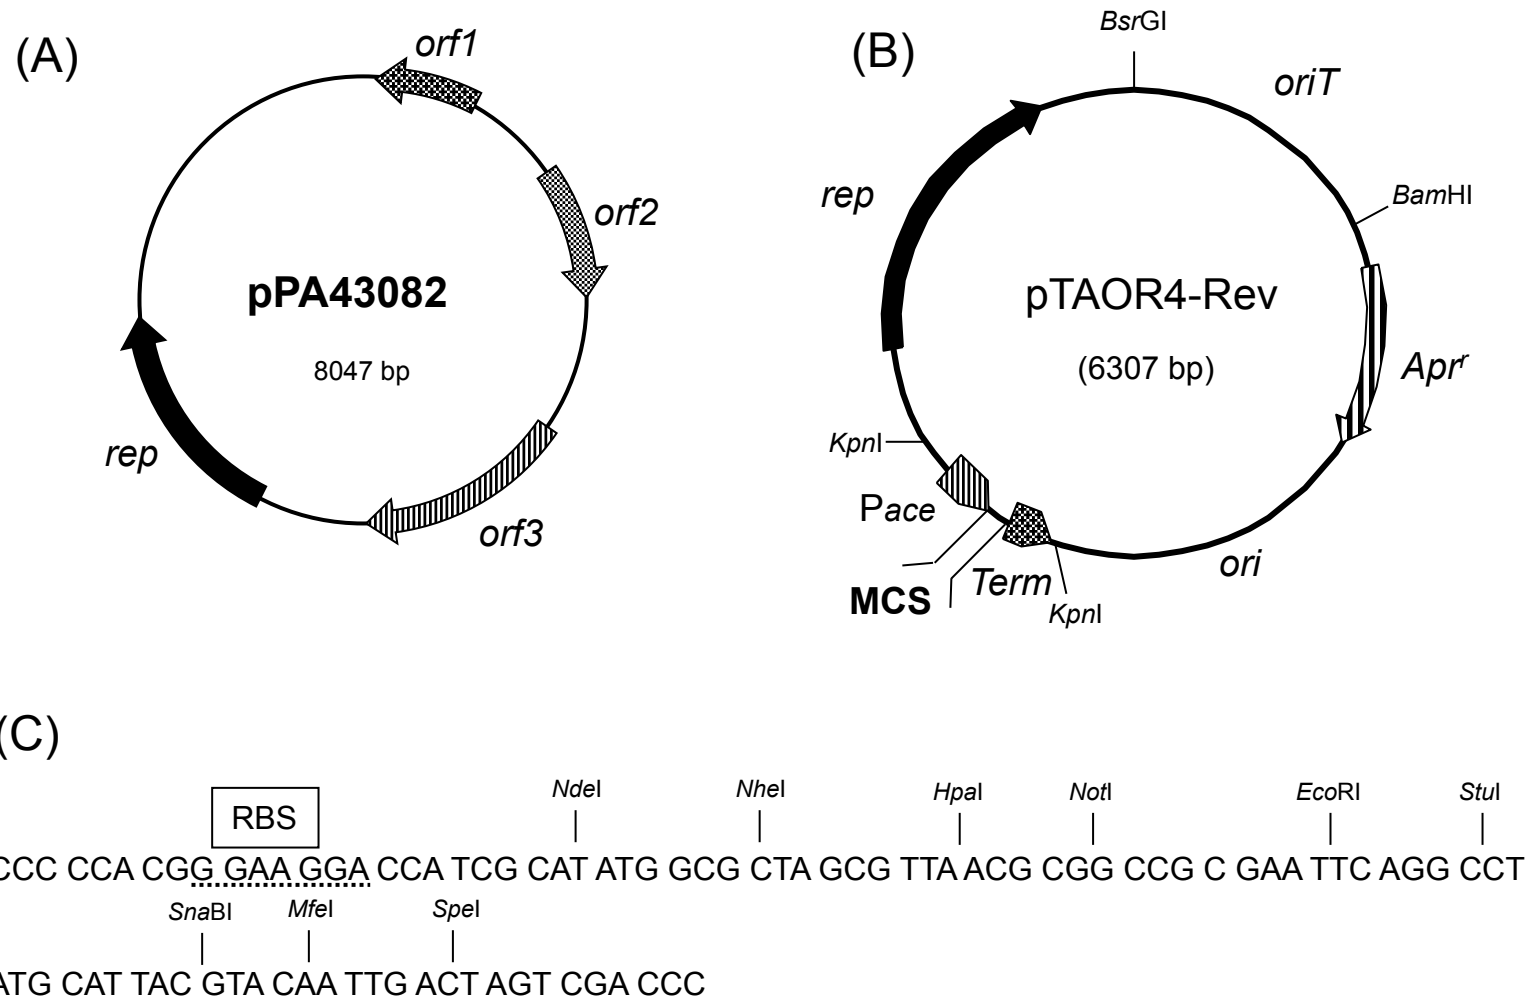 (A)
orf1
orf2
pPA43082
8047 bp
rep
orf3
(B)
BsrGI
oriT
BamHI
rep
pTAOR4-Rev
(6307 bp)
Aprʳ
KpnI
Pace
MCS
Term
KpnI
ori
(C)
RBS
NdeI NheI HpaI NotI EcoRI StuI
CCC CCA CGG GAA GGA CCA TCG CAT ATG GCG CTA GCG TTA ACG CGG CCG C GAA TTC AGG CCT
SnaBI MfeI SpeI
ATG CAT TAC GTA CAA TTG ACT AGT CGA CCC